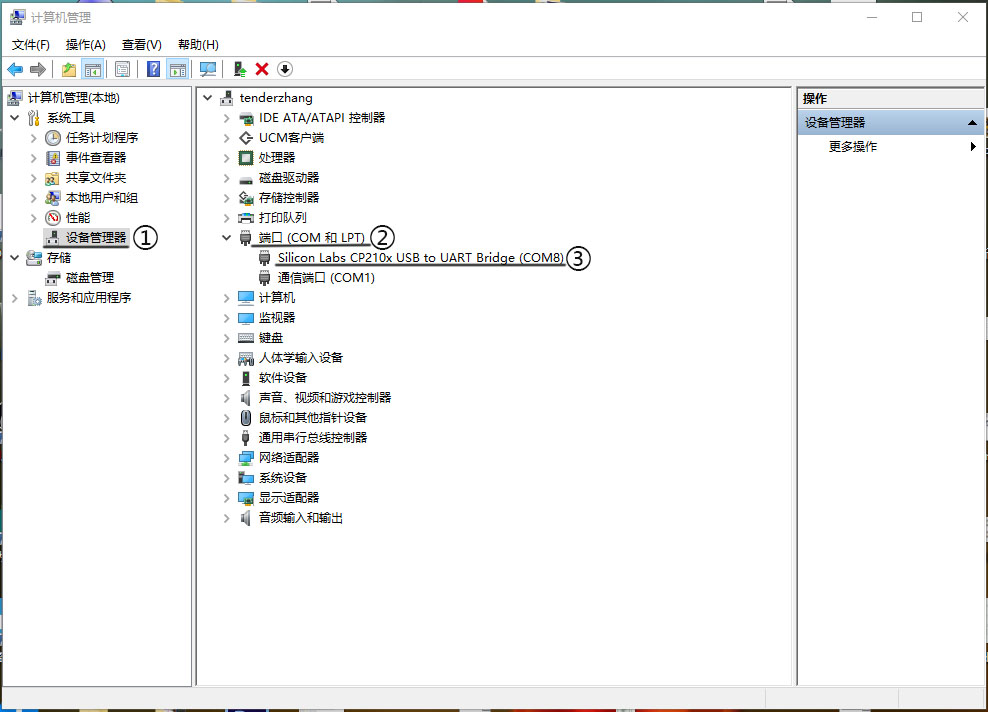 计算机管理
文件(F) 操作(A) 查看(V) 帮助(H)
计算机管理(本地)
系统工具
任务计划程序
事件查看器
共享文件夹
本地用户和组
性能
设备管理器 ①
存储
磁盘管理
服务和应用程序
tenderzhang
IDE ATA/ATAPI 控制器
UCM客户端
处理器
磁盘驱动器
存储控制器
打印队列
端口 (COM 和 LPT) ②
Silicon Labs CP210x USB to UART Bridge (COM8) ③
通信端口 (COM1)
计算机
监视器
键盘
人体学输入设备
软件设备
声音、视频和游戏控制器
鼠标和其他指针设备
通用串行总线控制器
网络适配器
系统设备
显示适配器
音频输入和输出
操作
设备管理器
更多操作